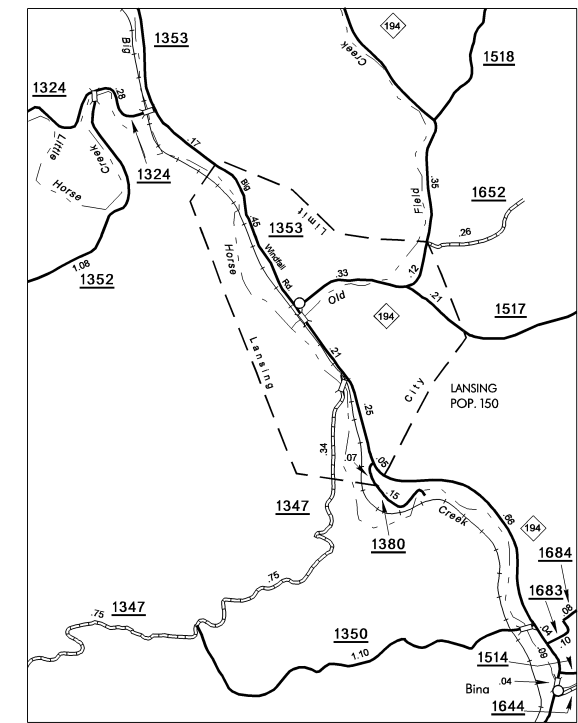 194
1353
Big
1518
Creek
1324
.28
Little
Creek
Horse
1324
.17
.35
Field
1652
.26
Big
Limit
1353
.45
Windfall
Rd.
Horse
1.08
1352
.33
.12
Old
.21
194
1517
Lansing
.21
City
LANSING
POP. 150
.25
.34
.05
.07
.15
1347
Creek
.66
194
1380
1684
.75
1683
.08
1347
.75
.04
1350
.10
1.10
.09
1514
Bina
.04
1644